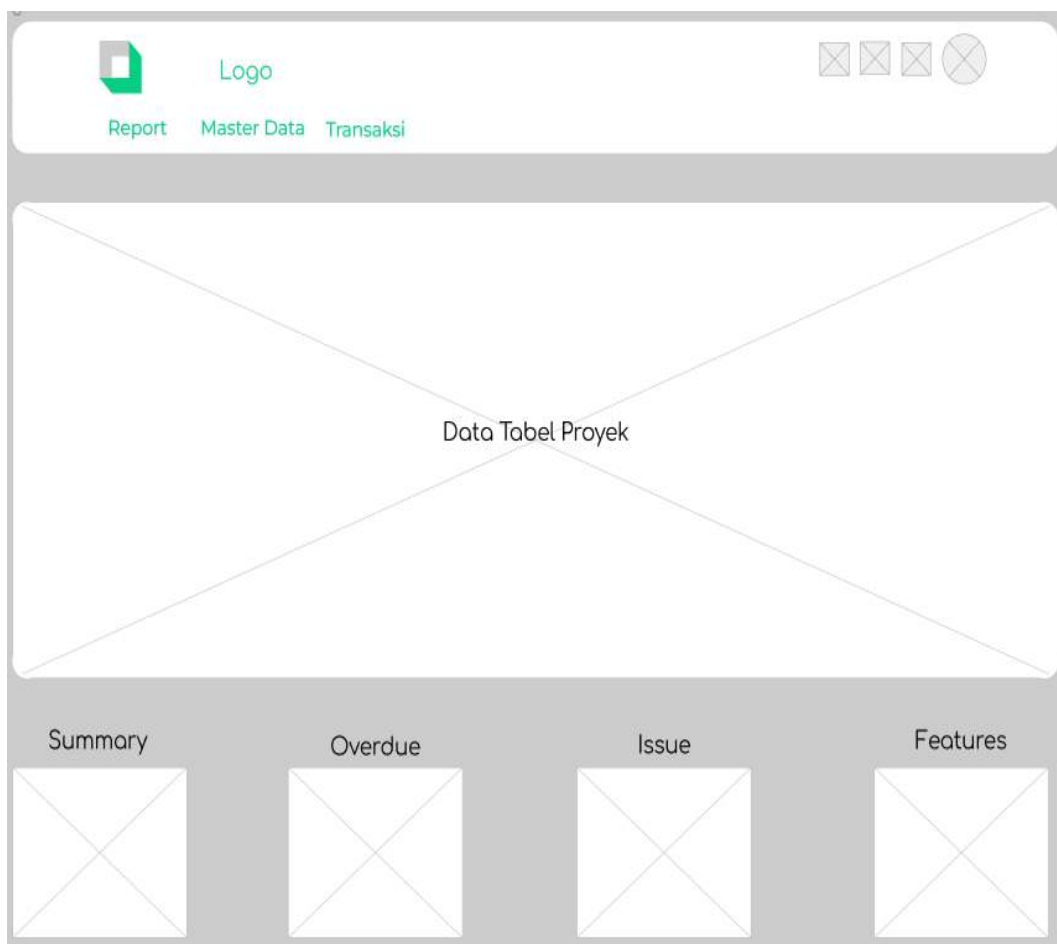 Logo
Report Master Data Transaksi
Data Tabel Proyek
Summary Overdue Issue Features